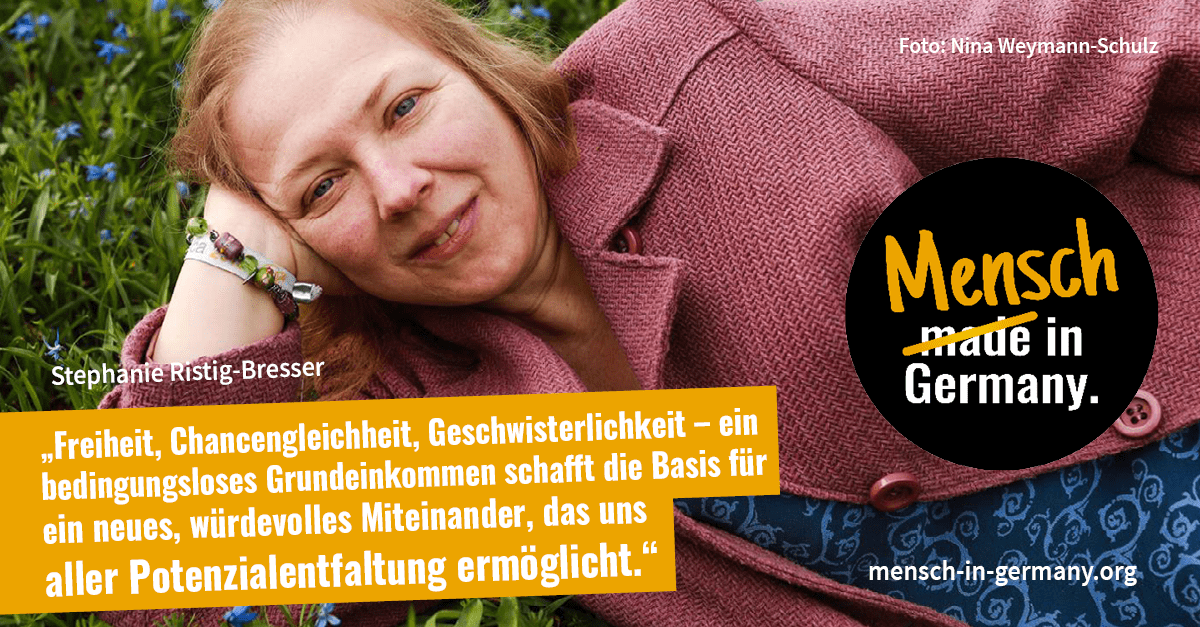 Foto: Nina Weymann-Schulz
Mensch
made in
Germany.
Stephanie Ristig-Bresser
„Freiheit, Chancengleichheit, Geschwisterlichkeit – ein
bedingungsloses Grundeinkommen schafft die Basis für
ein neues, würdevolles Miteinander, das uns
aller Potenzialentfaltung ermöglicht.“
mensch-in-germany.org